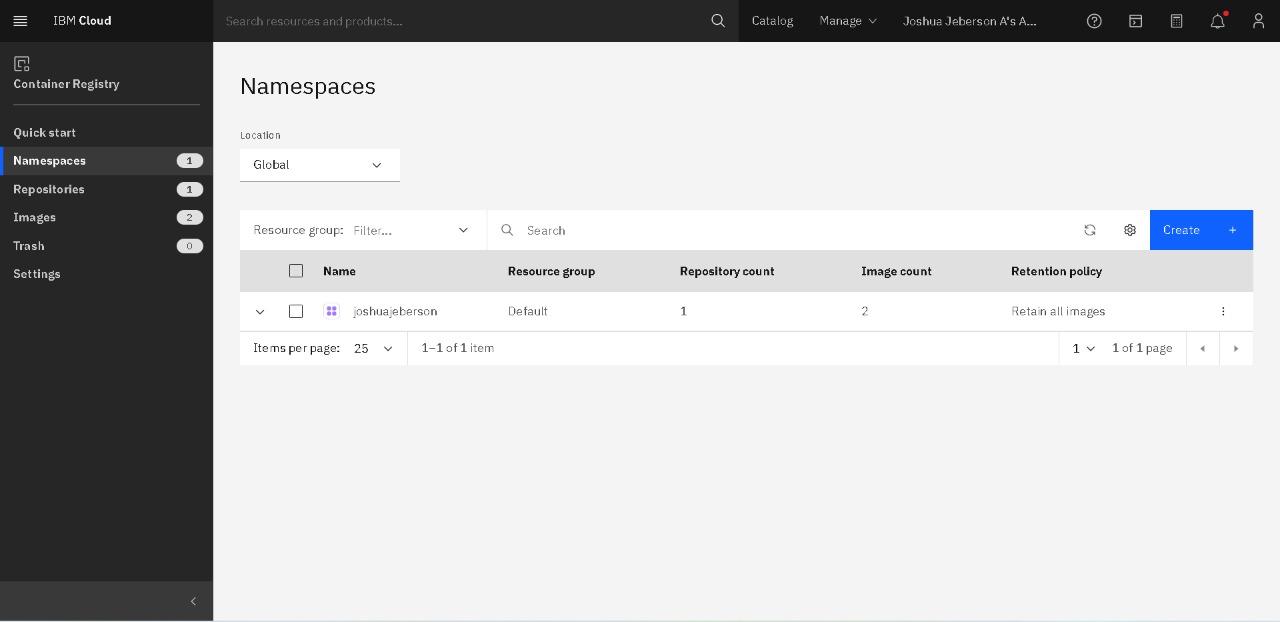 IBM Cloud
Search resources and products...
Catalog
Manage
Joshua Jeberson A's A...
Container Registry
Quick start
Namespaces 1
Repositories 1
Images 2
Trash 0
Settings
Namespaces
Location
Global
Resource group: Filter...
Search
Create +
Name Resource group Repository count Image count Retention policy
joshuajeberson Default 1 2 Retain all images
Items per page: 25 1–1 of 1 item 1 1 of 1 page